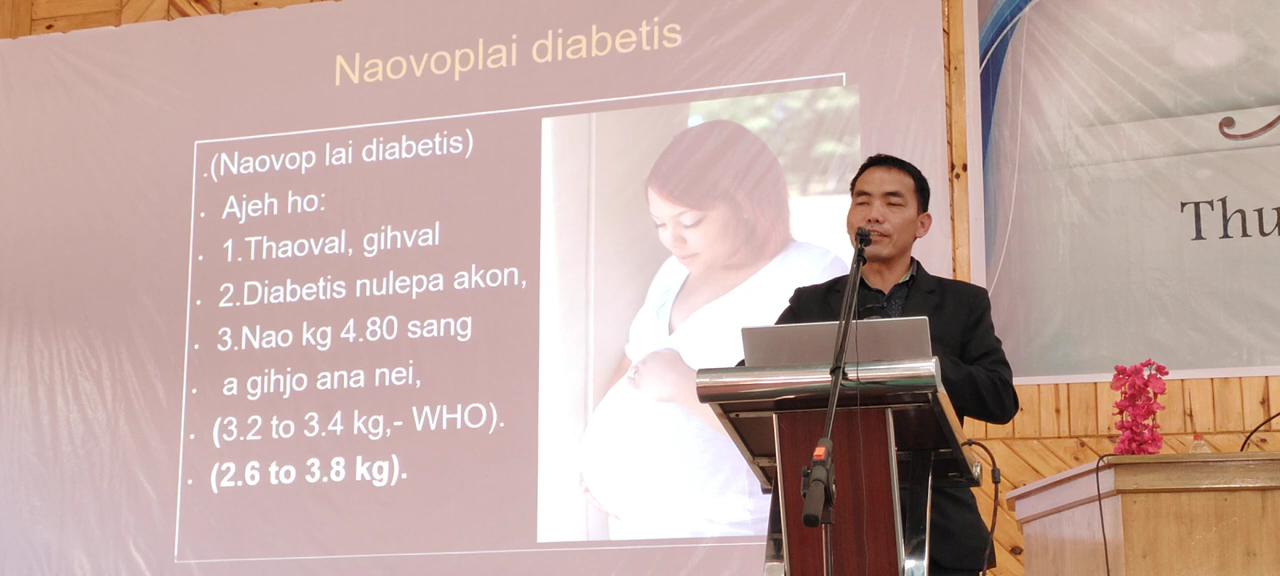 Naovoplai diabetis
.(Naovop lai diabetis)
· Ajeh ho:
· 1.Thaoval, gihval
· 2.Diabetis nulepa akon,
· 3.Nao kg 4.80 sang
· a gihjo ana nei,
· (3.2 to 3.4 kg,- WHO).
· (2.6 to 3.8 kg).
Thu